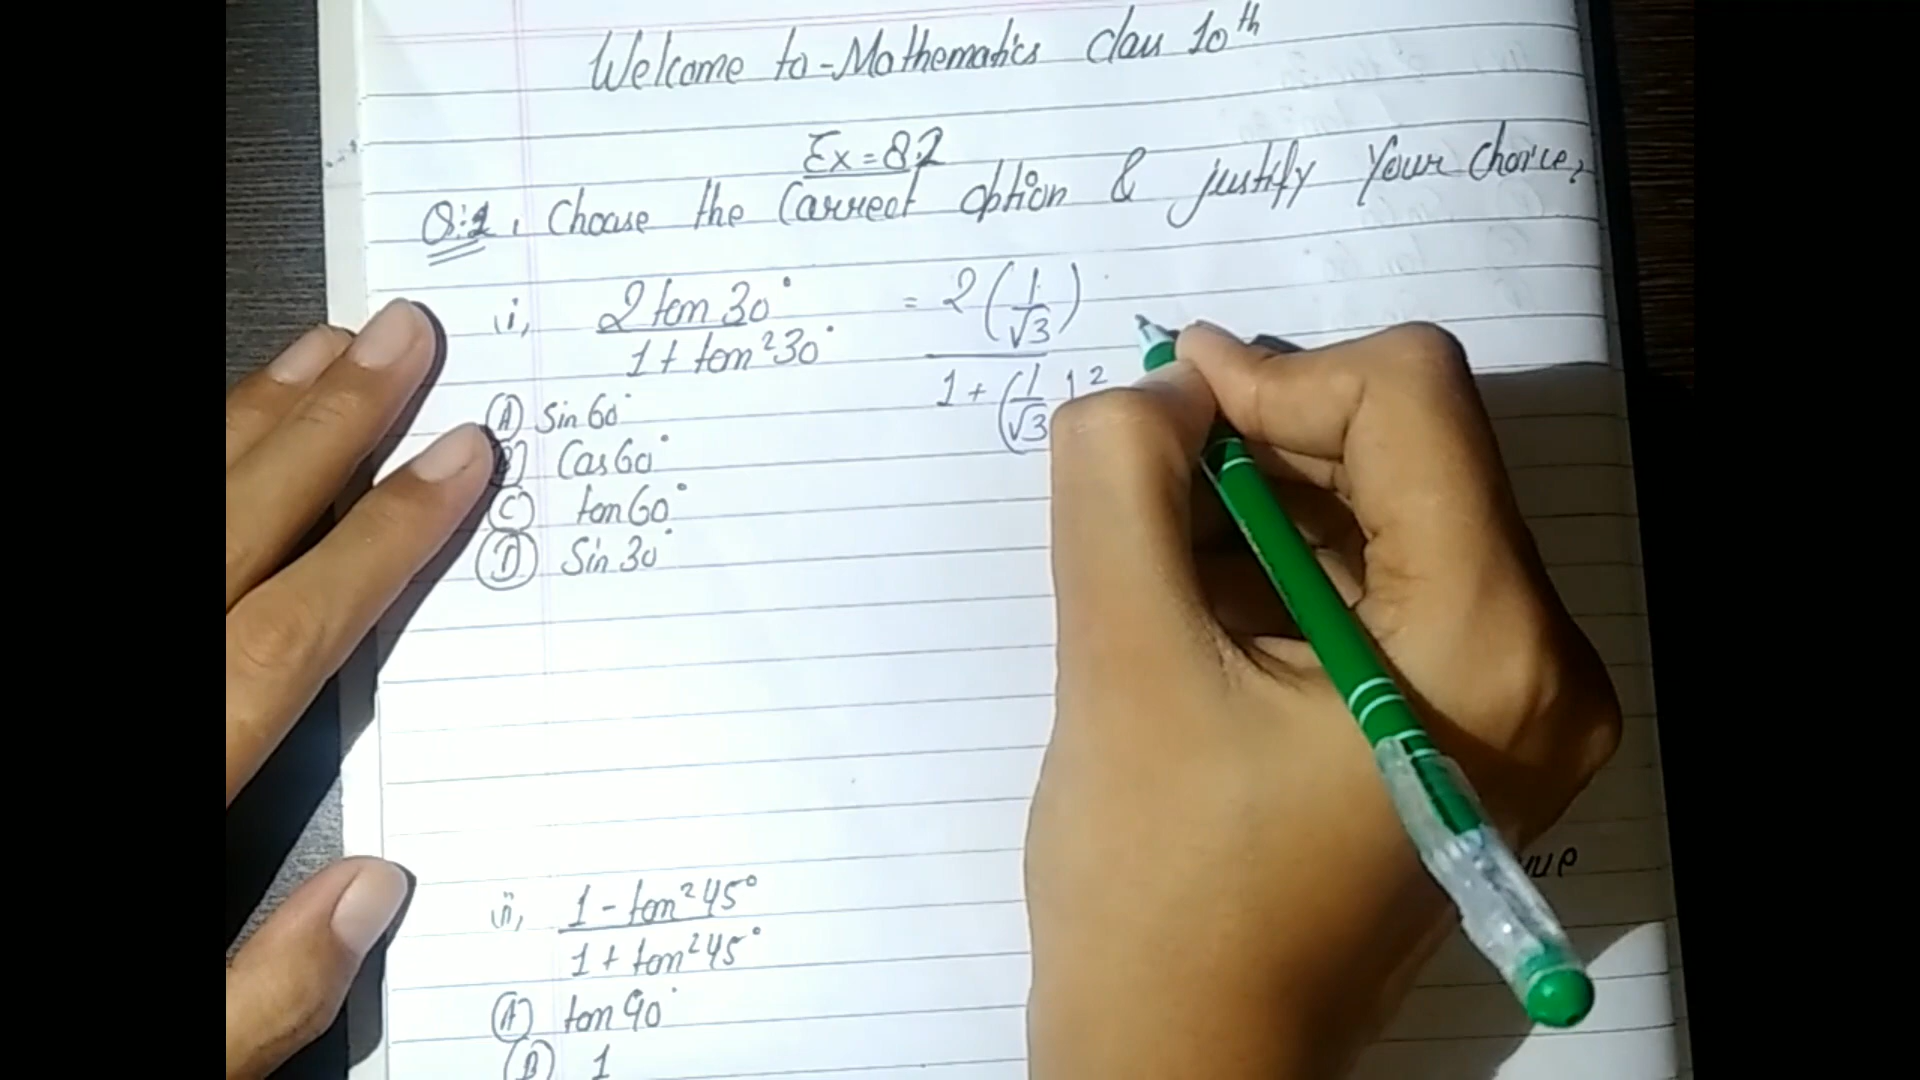 Welcome to - Mathematics Class 10th
Ex = 8.2
Q:2, Choose the Correct option & justify Your Choice,
(i), 2 tan 30° = 2 (1/√3)
1 + tan² 30° 1 + (1/√3)²
(A) Sin 60°
(B) Cos 60°
(C) tan 60°
(D) Sin 30°
(ii), 1 - tan² 45°
1 + tan² 45°
(A) tan 90°
(B) 1